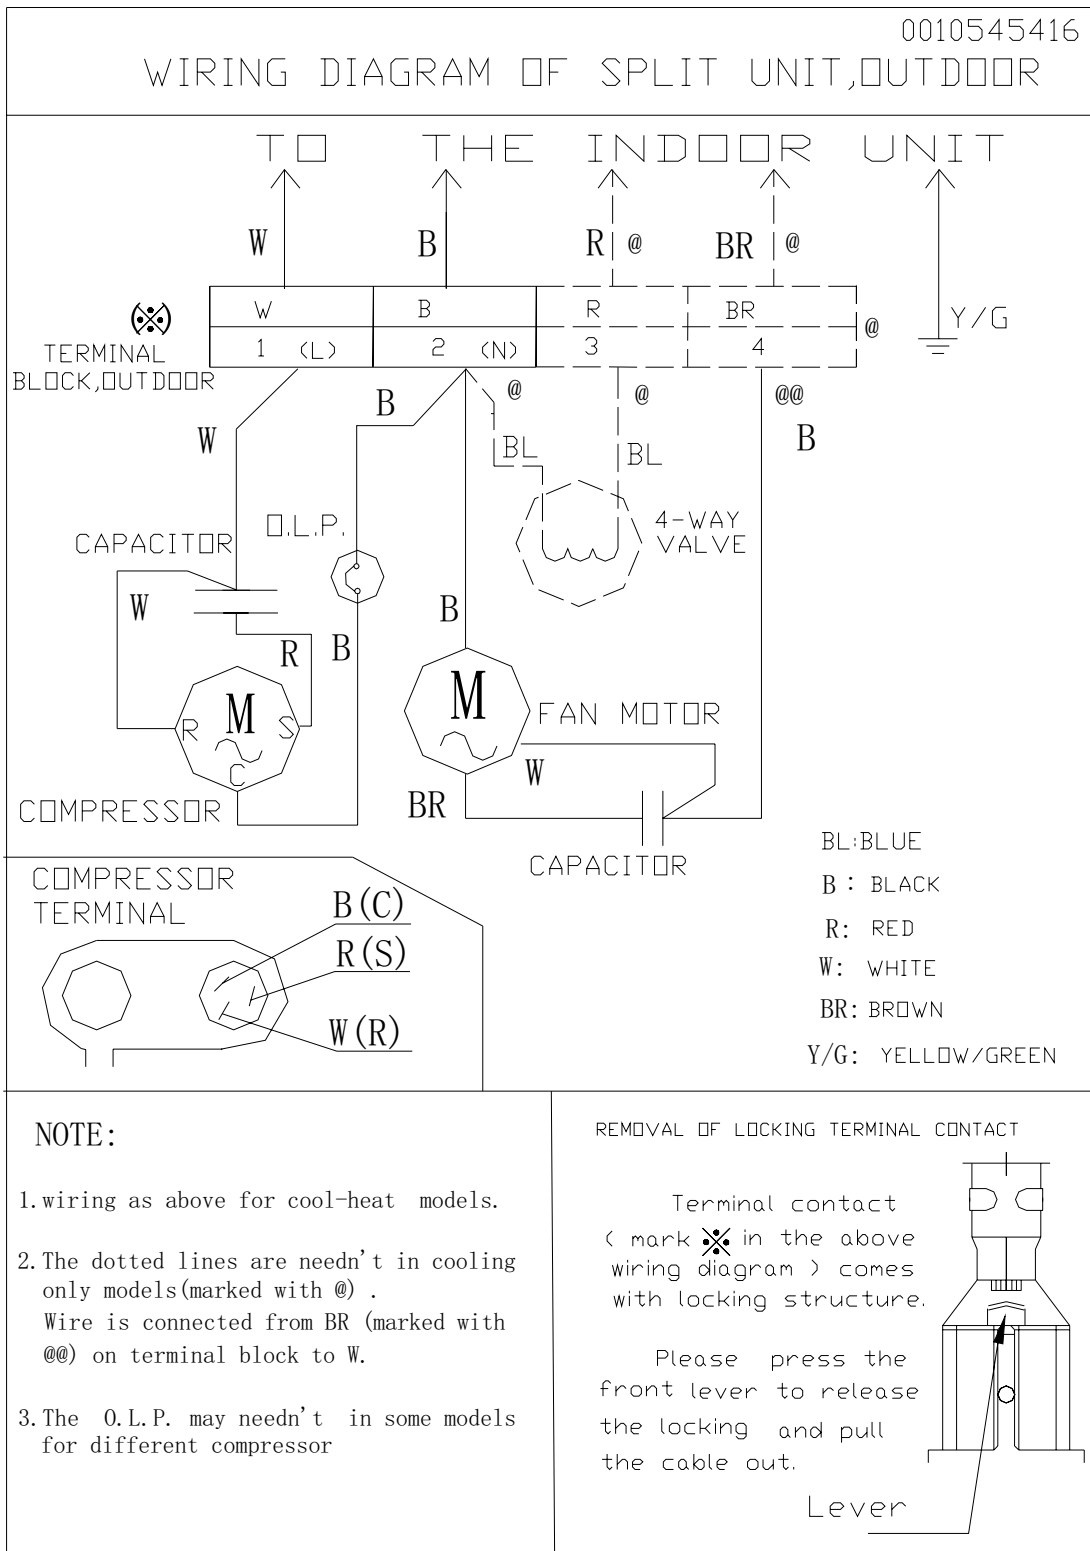 0010545416
WIRING DIAGRAM OF SPLIT UNIT,OUTDOOR
TO THE INDOOR UNIT
W B R @ BR @
W B R BR
Y/G
@
TERMINAL
BLOCK,OUTDOOR
1 (L) 2 (N) 3 4
@ @ @@
B
W
B
BL BL
O.L.P.
4-WAY
VALVE
CAPACITOR
W
B
R B
M
R S
C
M
FAN MOTOR
W
BR
COMPRESSOR
CAPACITOR
BL:BLUE
B : BLACK
R: RED
W: WHITE
BR: BROWN
Y/G: YELLOW/GREEN
COMPRESSOR
TERMINAL
B(C)
R(S)
W(R)
NOTE:
1.wiring as above for cool-heat models.
2.The dotted lines are needn't in cooling
only models(marked with @) .
Wire is connected from BR (marked with
@@) on terminal block to W.
3.The O.L.P. may needn't in some models
for different compressor
REMOVAL OF LOCKING TERMINAL CONTACT
Terminal contact
( mark ※ in the above
wiring diagram ) comes
with locking structure.
Please press the
front lever to release
the locking and pull
the cable out.
Lever